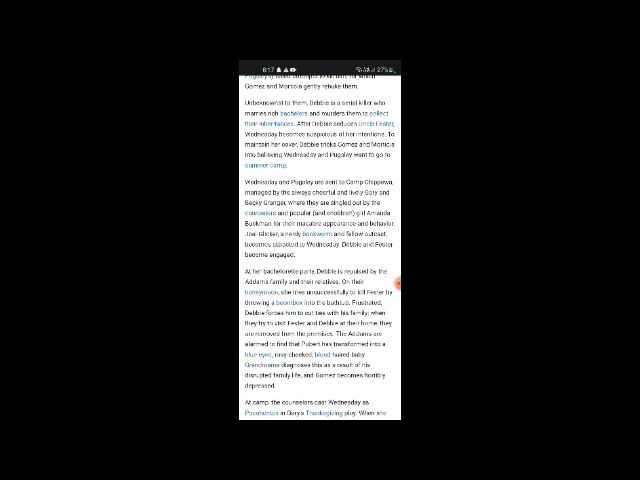 8:17 27%
Gomez and Morticia gently rebuke them.
Unbeknownst to them, Debbie is a serial killer who
marries rich bachelors and murders them to collect
their inheritances. After Debbie seduces Uncle Fester,
Wednesday becomes suspicious of her intentions. To
maintain her cover, Debbie tricks Gomez and Morticia
into believing Wednesday and Pugsley want to go to
summer camp.
Wednesday and Pugsley are sent to Camp Chippewa,
managed by the always cheerful and lively Gary and
Becky Granger, where they are singled out by the
counselors and popular (and snobbish) girl Amanda
Buckman for their macabre appearance and behavior.
Joel Glicker, a nerdy bookworm and fellow outcast,
becomes attracted to Wednesday. Debbie and Fester
become engaged.
At her bachelorette party, Debbie is repulsed by the
Addams family and their relatives. On their
honeymoon, she tries unsuccessfully to kill Fester by
throwing a boombox into the bathtub. Frustrated,
Debbie forces him to cut ties with his family; when
they try to visit Fester and Debbie at their home, they
are removed from the premises. The Addams are
alarmed to find that Pubert has transformed into a
blue-eyed, rosy-cheeked, blond-haired baby.
Grandmama diagnoses this as a result of his
disrupted family life, and Gomez becomes horribly
depressed.
At camp, the counselors cast Wednesday as
Pocahontas in Gary's Thanksgiving play. When she